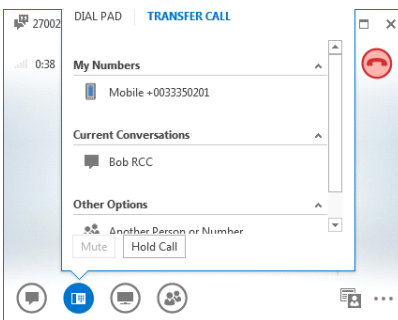 27002
DIAL PAD TRANSFER CALL
0:38
My Numbers
Mobile +0033350201
Current Conversations
Bob RCC
Other Options
Another Person or Number
Mute Hold Call